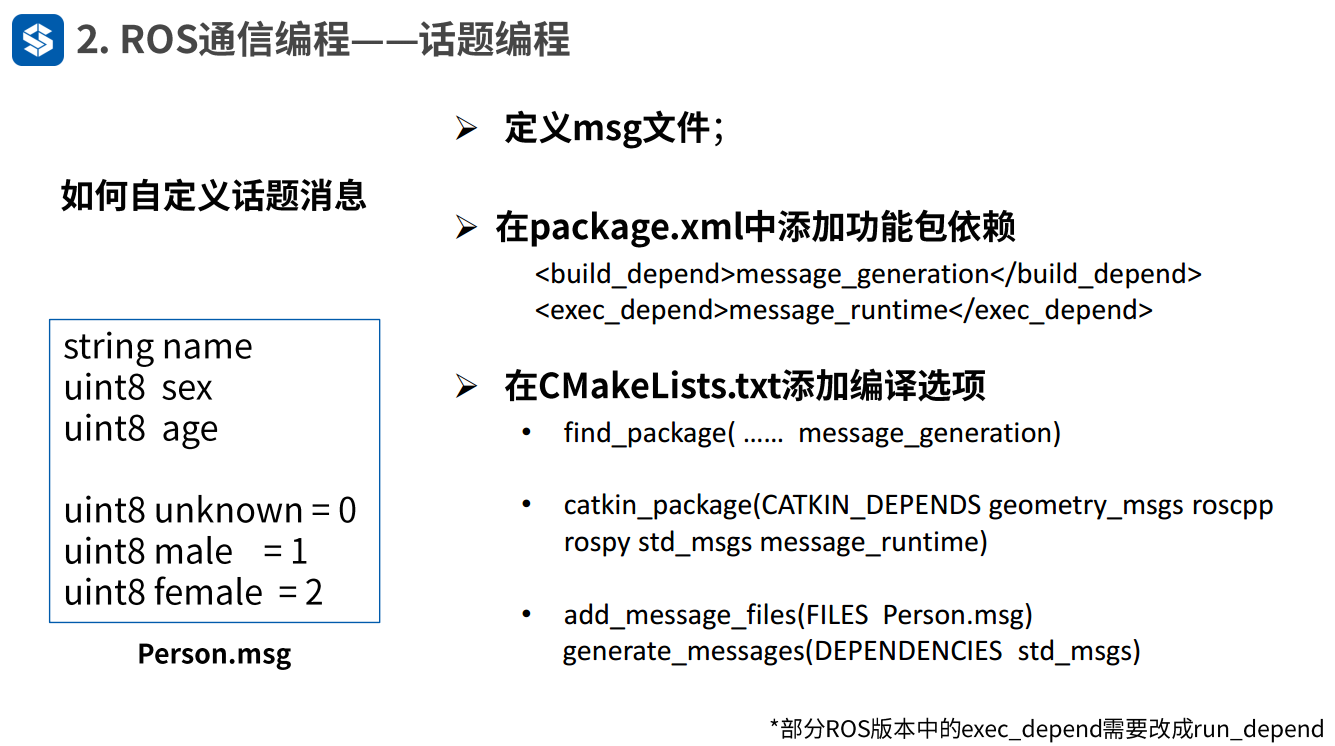 2. ROS通信编程——话题编程
如何自定义话题消息
string name
uint8 sex
uint8 age
uint8 unknown = 0
uint8 male = 1
uint8 female = 2
Person.msg
➢ 定义msg文件；
➢ 在package.xml中添加功能包依赖
<build_depend>message_generation</build_depend>
<exec_depend>message_runtime</exec_depend>
➢ 在CMakeLists.txt添加编译选项
• find_package( …… message_generation)
• catkin_package(CATKIN_DEPENDS geometry_msgs roscpp
rospy std_msgs message_runtime)
• add_message_files(FILES Person.msg)
generate_messages(DEPENDENCIES std_msgs)
*部分ROS版本中的exec_depend需要改成run_depend